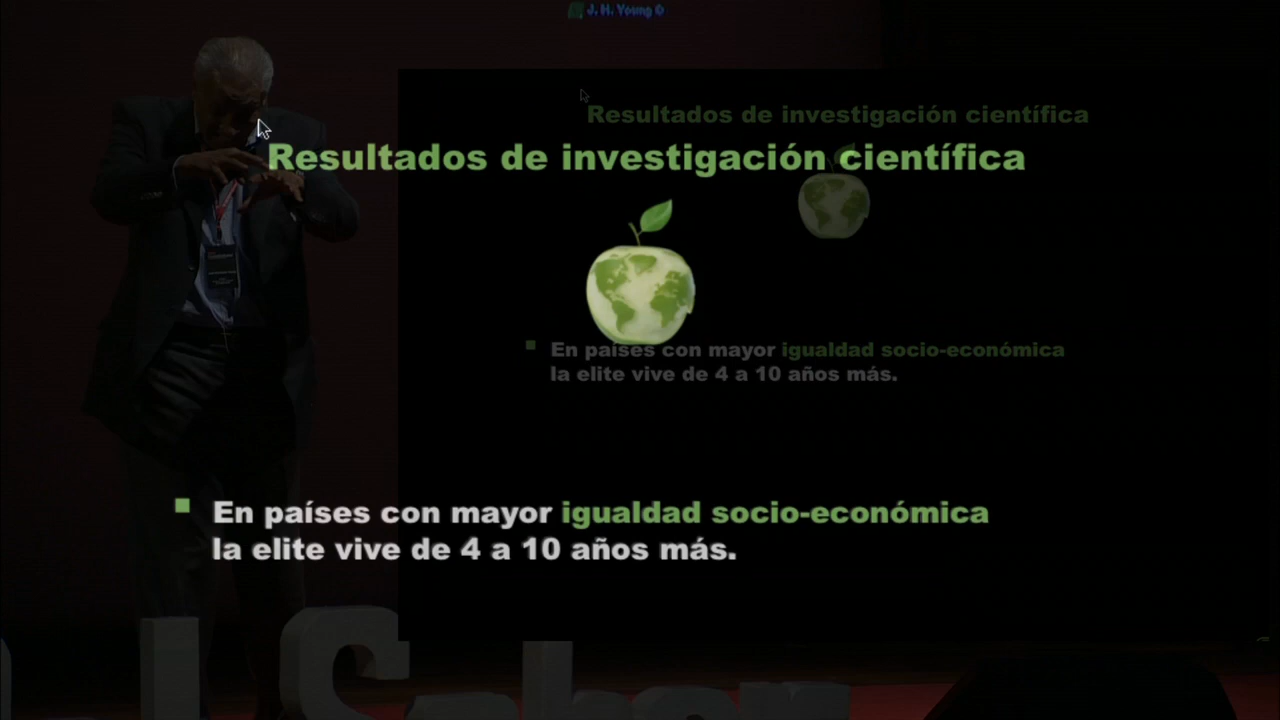 J. H. Young ©
Resultados de investigación científica
Resultados de investigación científica
En países con mayor igualdad socio-económica
la elite vive de 4 a 10 años más.
En países con mayor igualdad socio-económica
la elite vive de 4 a 10 años más.